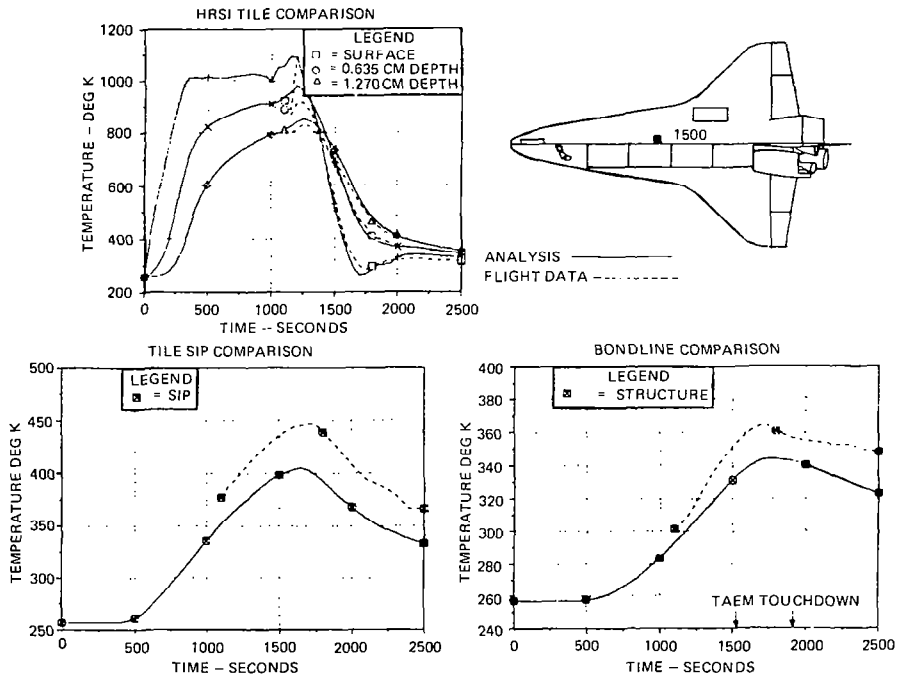 HRSI TILE COMPARISON
1200
1000
800
600
400
200
TEMPERATURE – DEG K
0 500 1000 1500 2000 2500
TIME -- SECONDS
LEGEND
= SURFACE
= 0.635 CM DEPTH
= 1.270 CM DEPTH
1500
ANALYSIS
FLIGHT DATA
TILE SIP COMPARISON
500
450
400
350
300
250
TEMPERATURE DEG K
0 500 1000 1500 2000 2500
TIME – SECONDS
LEGEND
= SIP
BONDLINE COMPARISON
400
380
360
340
320
300
280
260
240
TEMPERATURE DEG K
0 500 1000 1500 2000 2500
TIME – SECONDS
LEGEND
= STRUCTURE
TAEM TOUCHDOWN